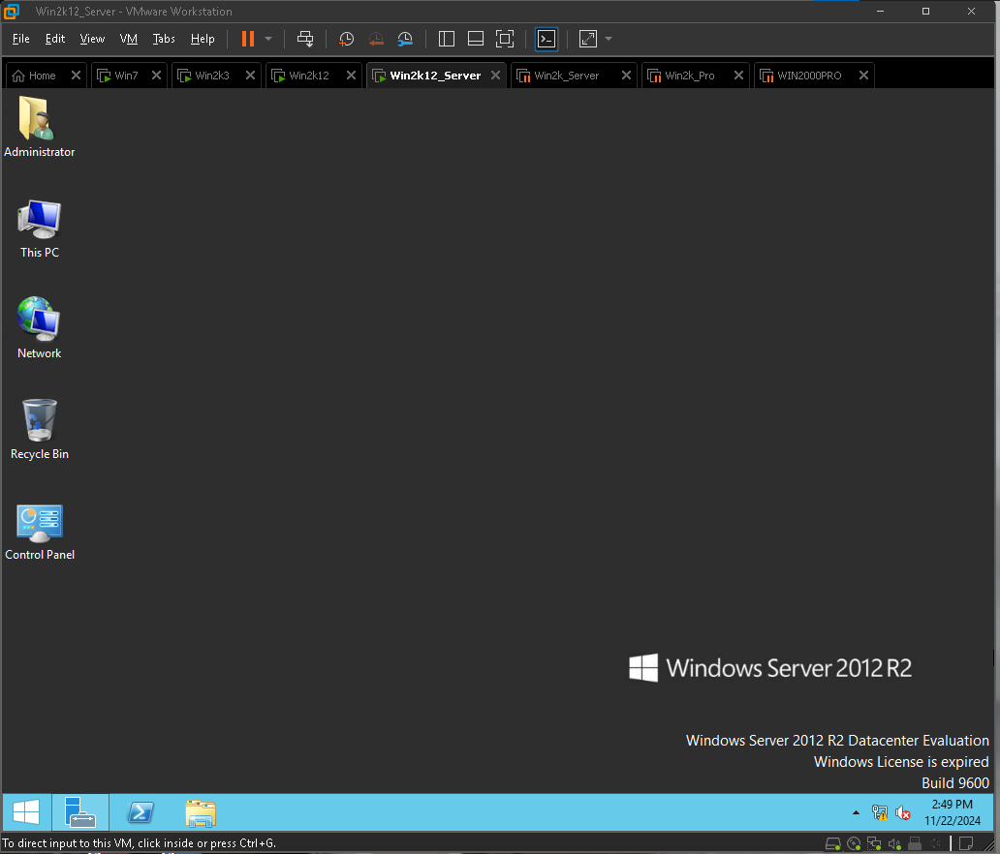 Win2k12_Server - VMware Workstation
File Edit View VM Tabs Help
Home Win7 Win2k3 Win2k12 Win2k12_Server Win2k_Server Win2k_Pro WIN2000PRO
Administrator
This PC
Network
Recycle Bin
Control Panel
Windows Server 2012 R2
Windows Server 2012 R2 Datacenter Evaluation
Windows License is expired
Build 9600
2:49 PM
11/22/2024
To direct input to this VM, click inside or press Ctrl+G.